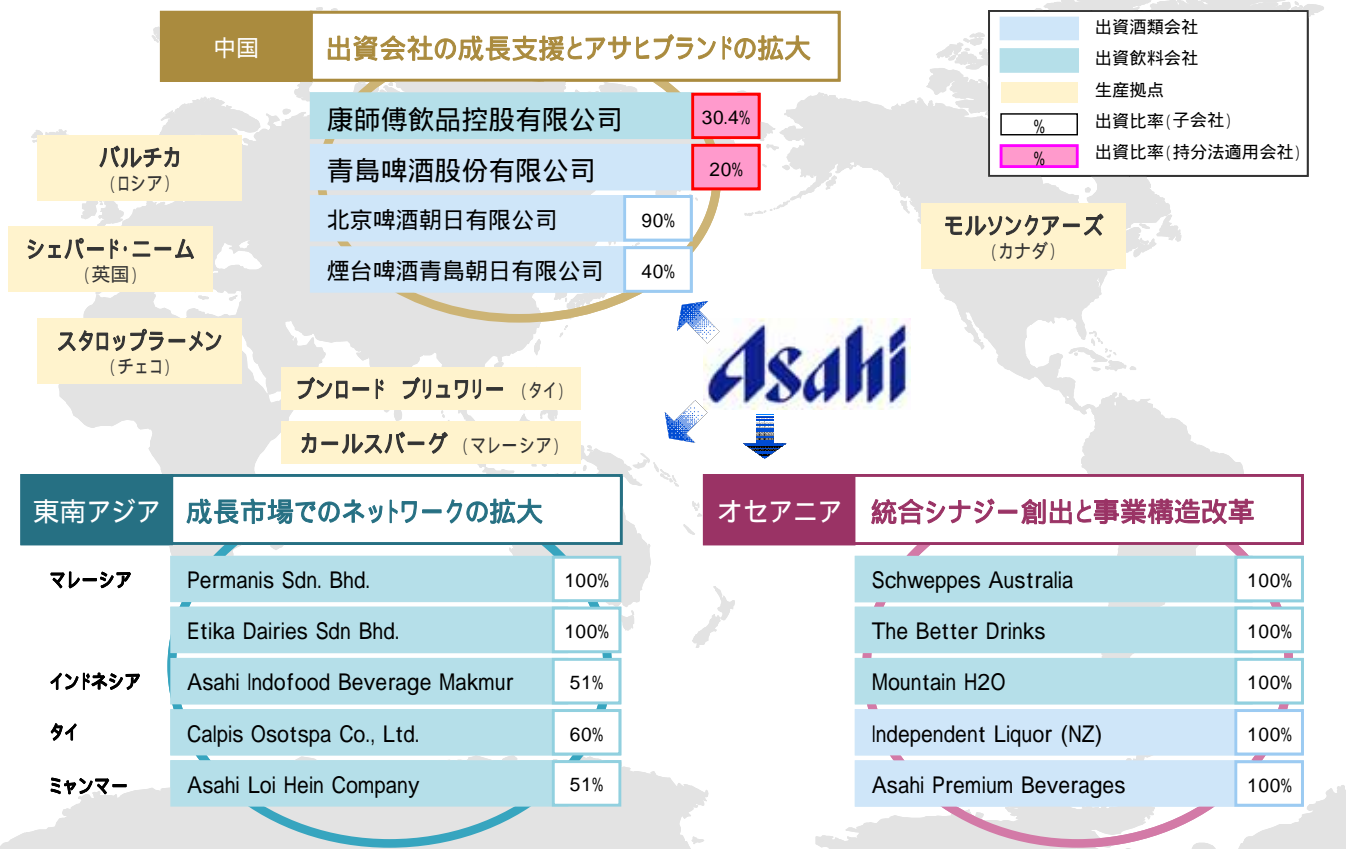 中国 出資会社の成長支援とアサヒブランドの拡大
康師傅飲品控股有限公司 30.4%
青島啤酒股份有限公司 20%
北京啤酒朝日有限公司 90%
煙台啤酒青島朝日有限公司 40%
出資酒類会社
出資飲料会社
生産拠点
% 出資比率(子会社)
% 出資比率(持分法適用会社)
バルチカ
(ロシア)
シェパード・ニーム
(英国)
スタロップラーメン
(チェコ)
モルソンクアーズ
(カナダ)
ブンロード ブリュワリー (タイ)
カールスバーグ (マレーシア)
Asahi
東南アジア 成長市場でのネットワークの拡大
マレーシア Permanis Sdn. Bhd. 100%
Etika Dairies Sdn Bhd. 100%
インドネシア Asahi Indofood Beverage Makmur 51%
タイ Calpis Osotspa Co., Ltd. 60%
ミャンマー Asahi Loi Hein Company 51%
オセアニア 統合シナジー創出と事業構造改革
Schweppes Australia 100%
The Better Drinks 100%
Mountain H2O 100%
Independent Liquor (NZ) 100%
Asahi Premium Beverages 100%